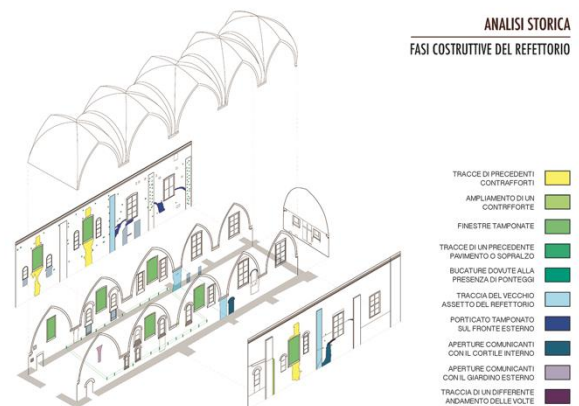 ANALISI STORICA
FASI COSTRUTTIVE DEL REFETTORIO
TRACCE DI PRECEDENTI
CONTRAFFORTI
AMPLIAMENTO DI UN
CONTRFFORTE
FINESTRE TAMPONATE
TRACCE DI UN PRECEDENTE
PAVIMENTO O SOPRALZO
BUCATURE DOVUTE ALLA
PRESENZA DI PONTEGGI
TRACCIA DEL VECCHIO
ASSETTO DEL REFETTORIO
PORTICATO TAMPONATO
SUL FRONTE ESTERNO
APERTURE COMUNICANTI
CON IL CORTILE INTERNO
APERTURE COMUNICANTI
CON IL GIARDINO ESTERNO
TRACCIA DI UN DIFFERENTE
ANDAMENTO DELLE VOLTE